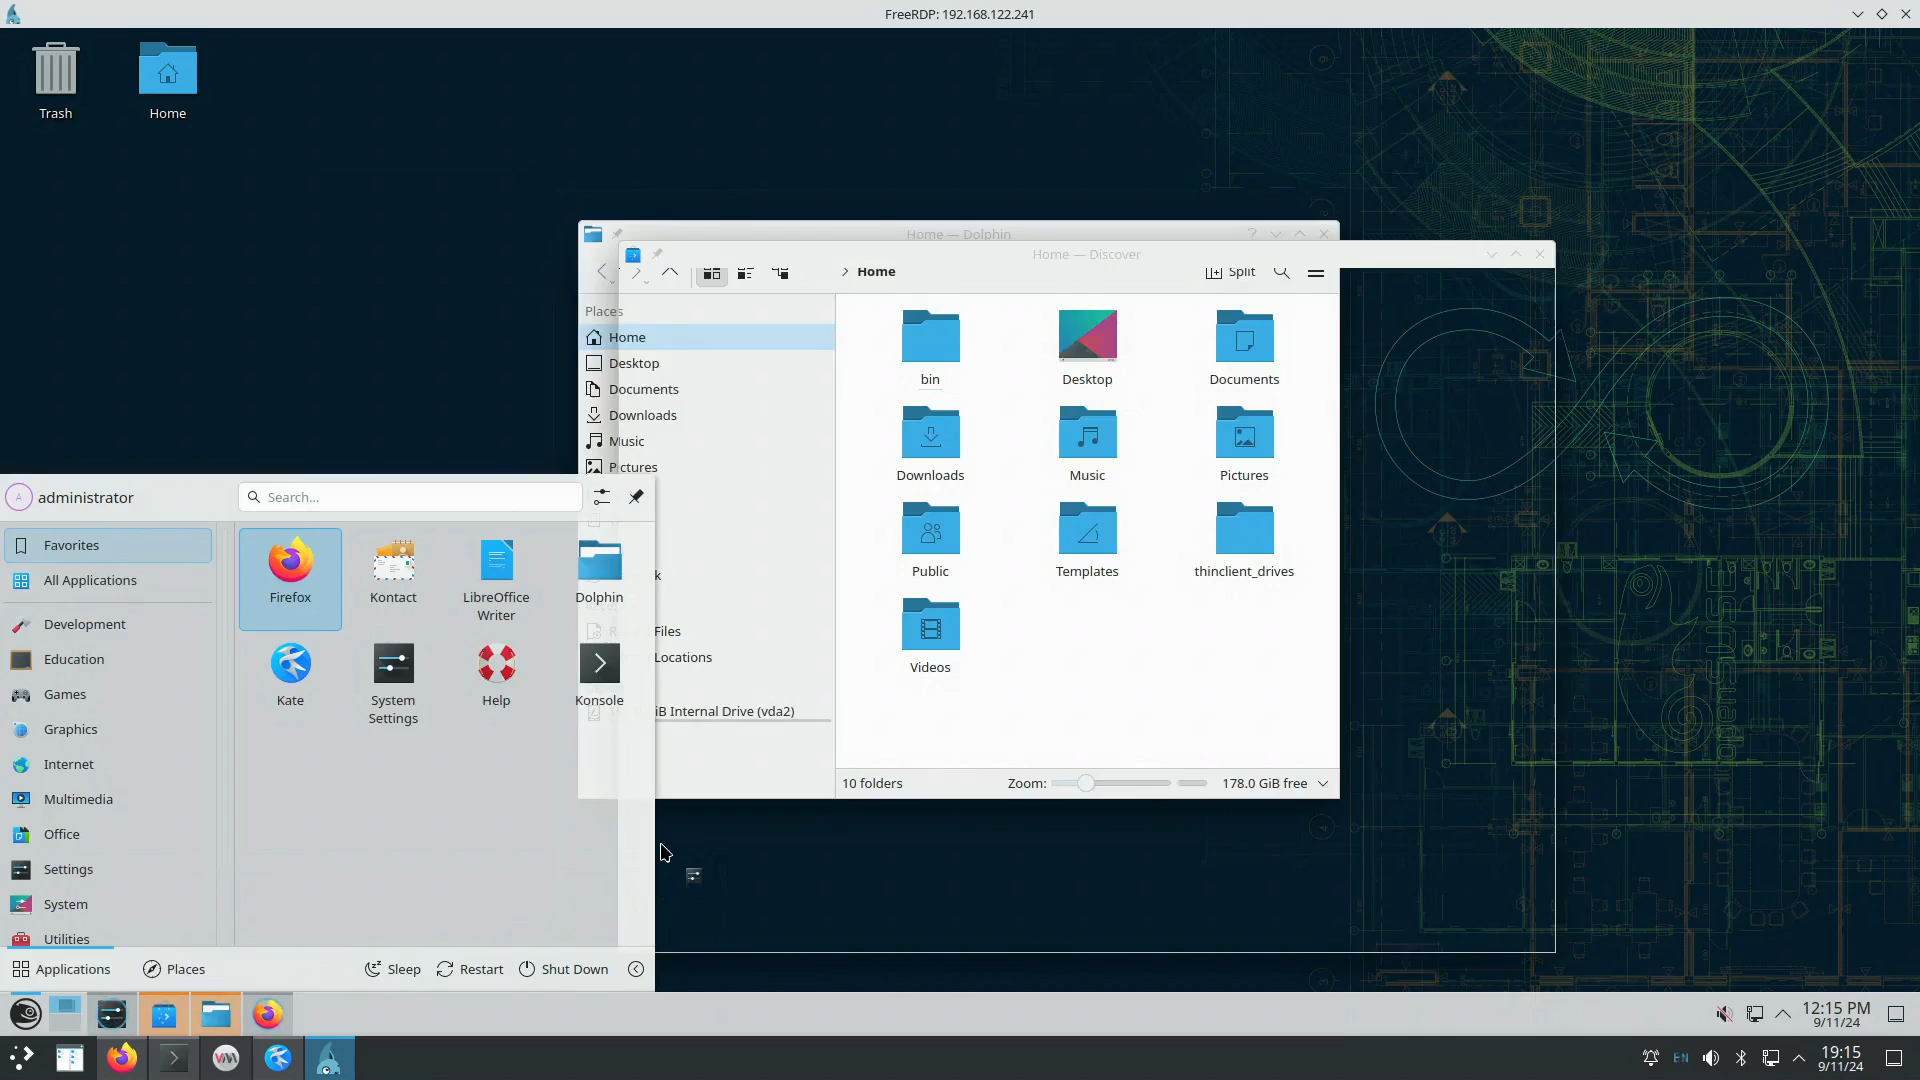 FreeRDP: 192.168.122.241
Trash
Home
Home — Dolphin
Home — Discover
Home
Split
Places
Home
Desktop
Documents
Downloads
Music
Pictures
bin
Desktop
Documents
Downloads
Music
Pictures
Public
Templates
thinclient_drives
Videos
k
Files
Locations
iB Internal Drive (vda2)
10 folders
Zoom:
178.0 GiB free
A
administrator
Search...
Favorites
All Applications
Development
Education
Games
Graphics
Internet
Multimedia
Office
Settings
System
Utilities
Firefox
Kontact
LibreOffice
Writer
Dolphin
Kate
System
Settings
Help
Konsole
Applications
Places
Sleep
Restart
Shut Down
openSUSE
12:15 PM
9/11/24
EN
19:15
9/11/24